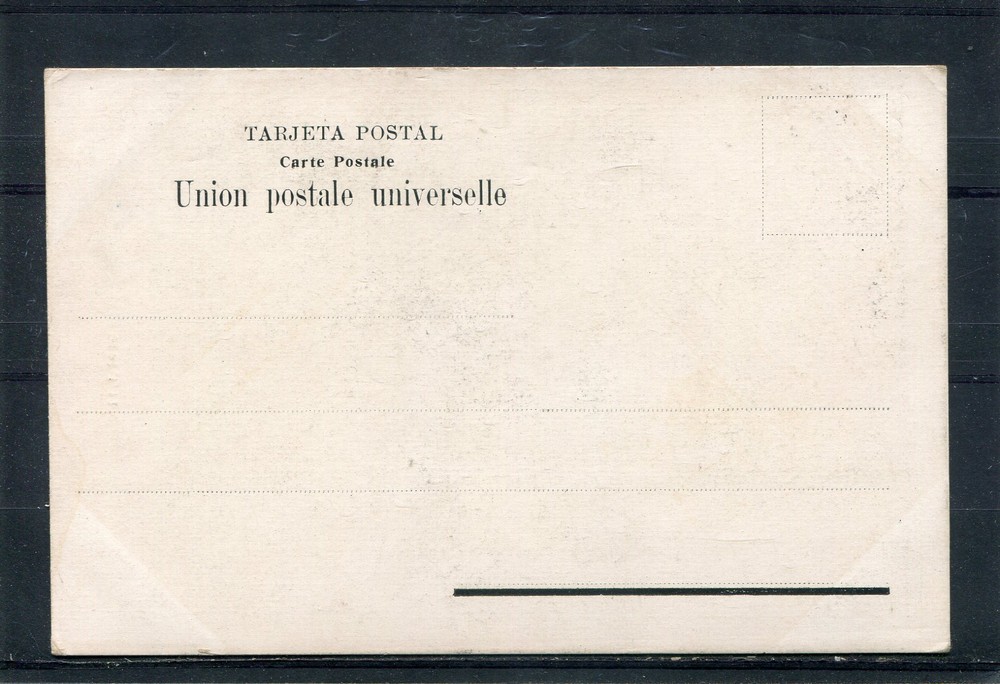 TARJETA POSTAL
Carte Postale
Union postale universelle